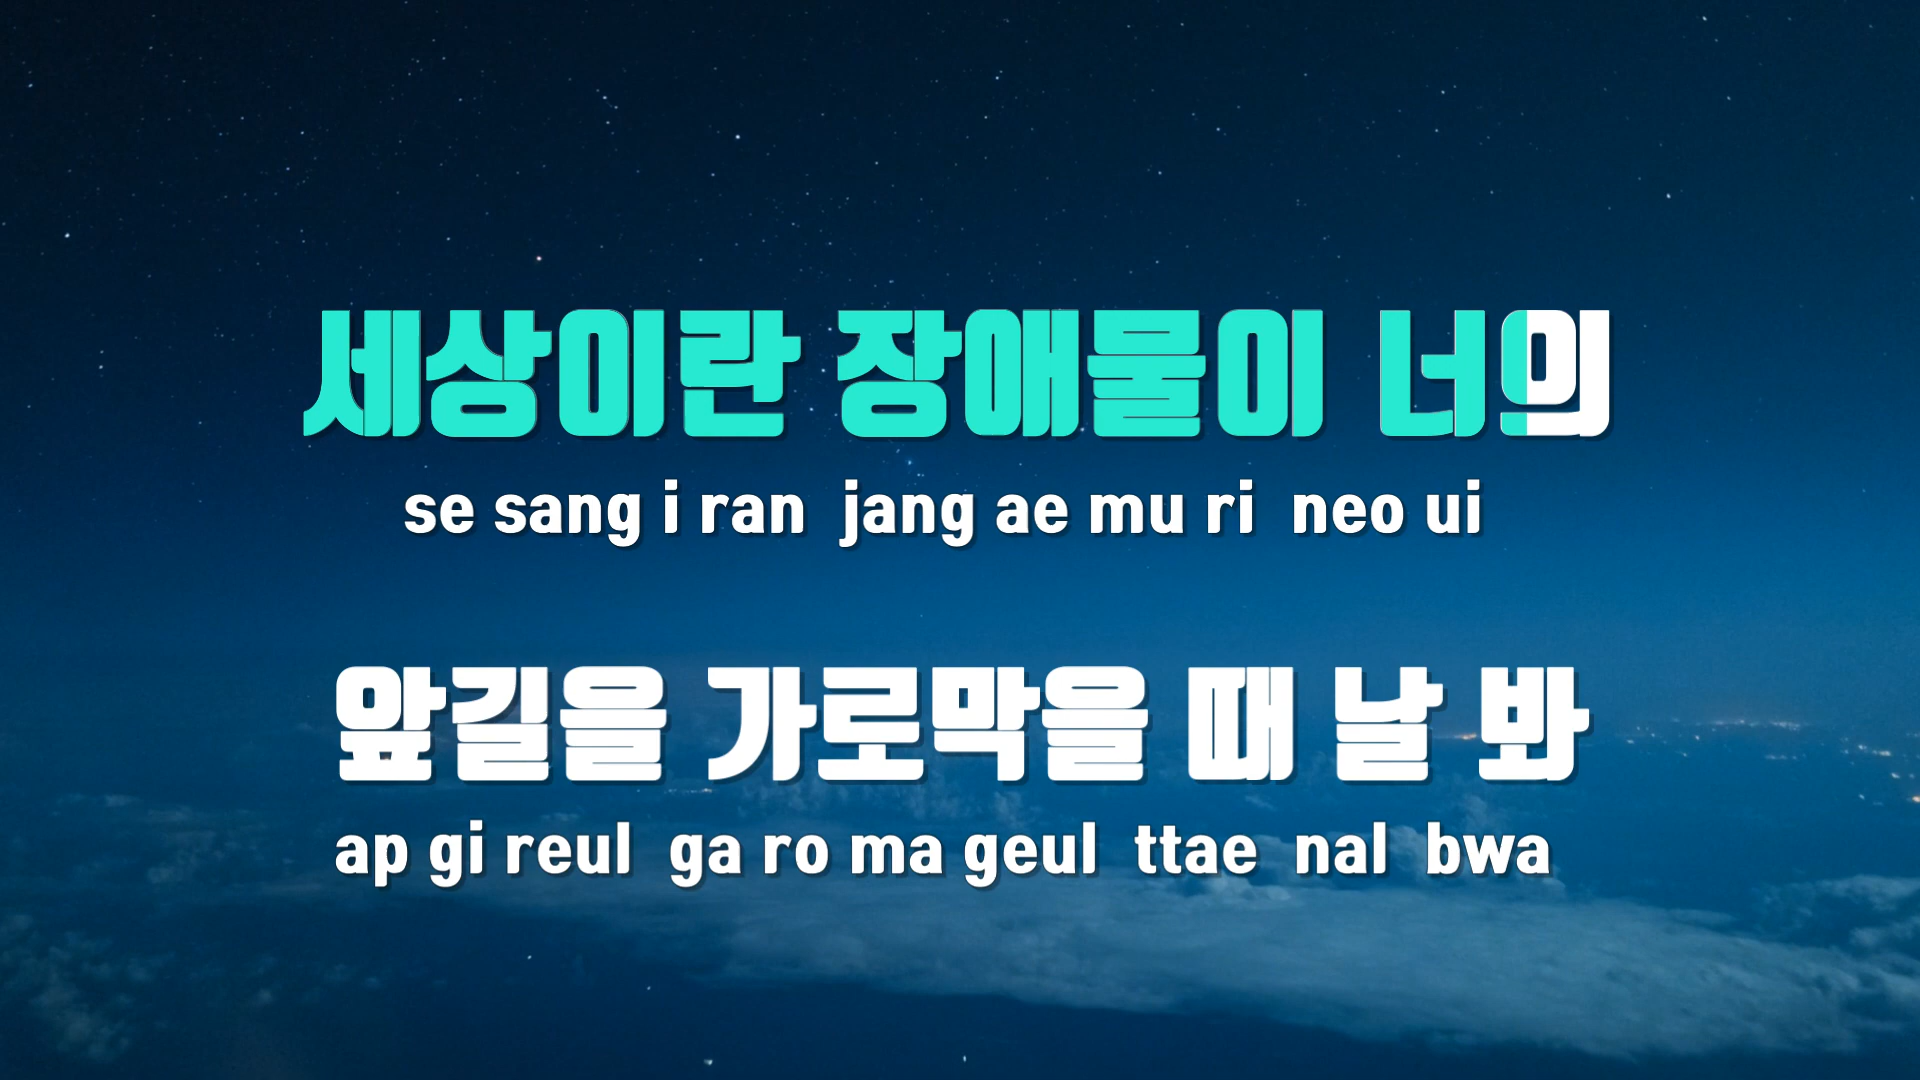 세상이란 장애물이 너의
se sang i ran jang ae mu ri neo ui
앞길을 가로막을 때 날 봐
ap gi reul ga ro ma geul ttae nal bwa